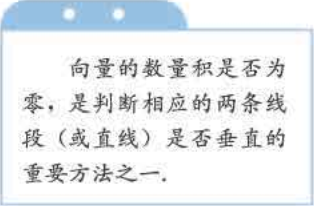 向量的数量积是否为
零，是判断相应的两条线
段（或直线）是否垂直的
重要方法之一.